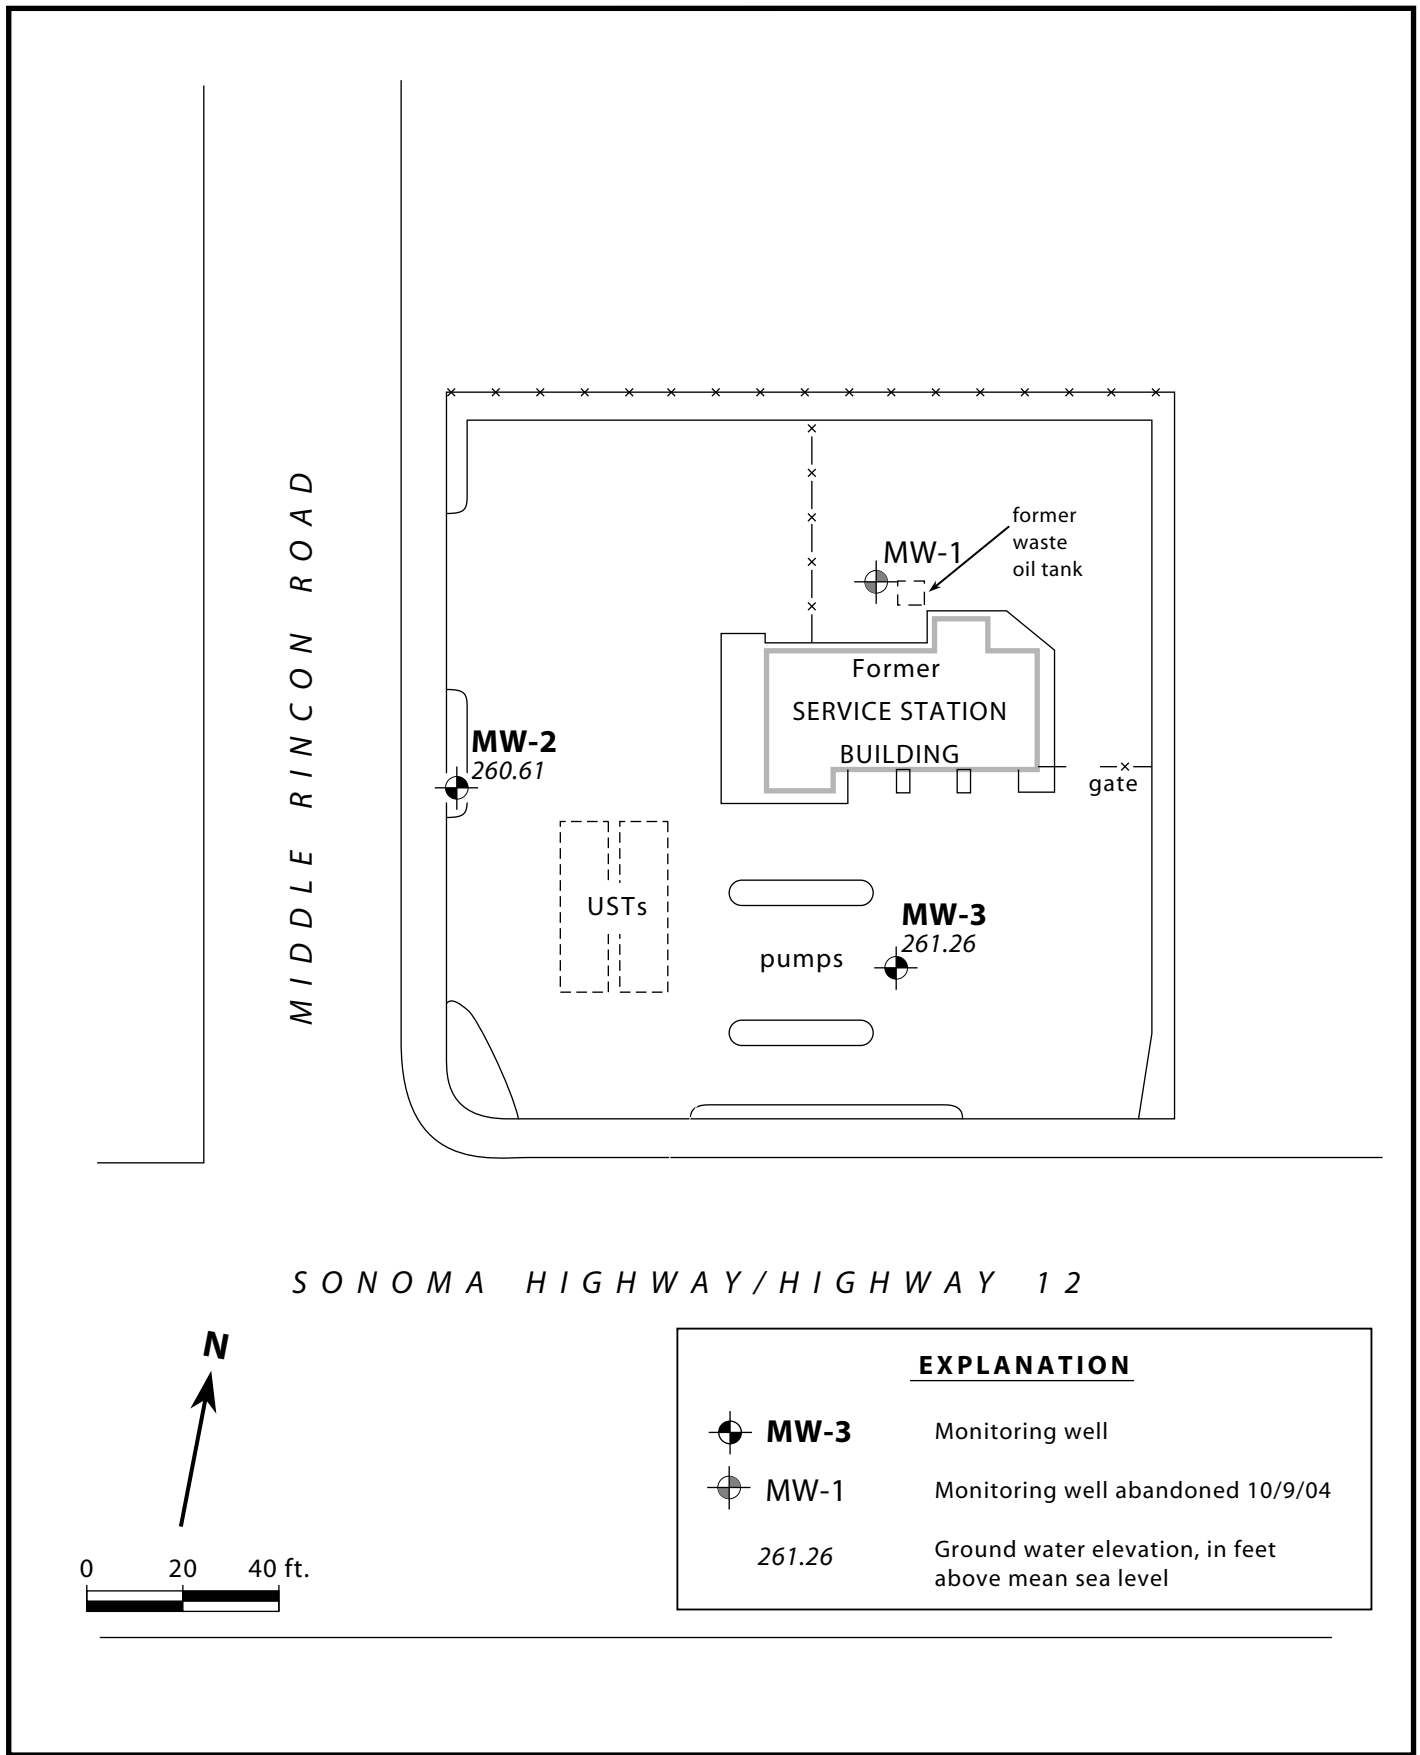 former
waste
oil tank
MW-1
Former
SERVICE STATION
BUILDING
MW-2
260.61
gate
MIDDLE RINCON ROAD
USTs
MW-3
261.26
pumps
SONOMA HIGHWAY/HIGHWAY 12
N
0 20 40 ft.
EXPLANATION
MW-3 Monitoring well
MW-1 Monitoring well abandoned 10/9/04
261.26 Ground water elevation, in feet
above mean sea level